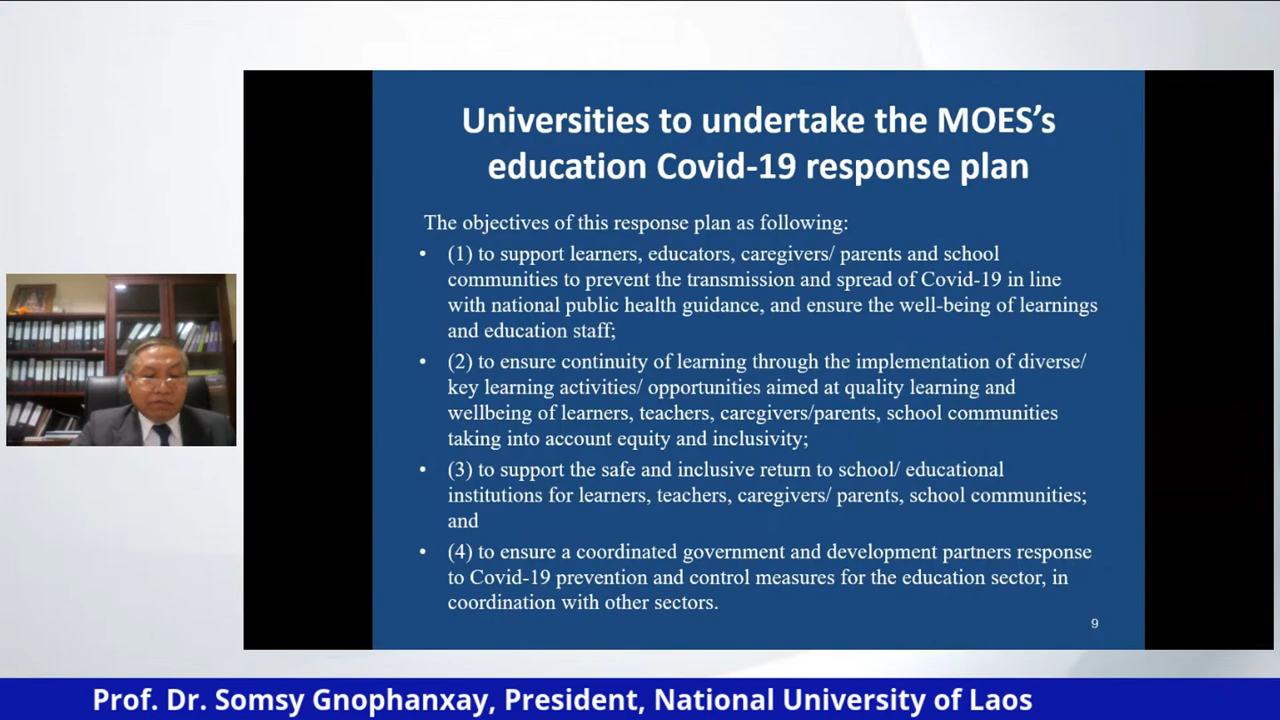 Universities to undertake the MOES's
education Covid-19 response plan
The objectives of this response plan as following:
• (1) to support learners, educators, caregivers/ parents and school
communities to prevent the transmission and spread of Covid-19 in line
with national public health guidance, and ensure the well-being of learnings
and education staff;
• (2) to ensure continuity of learning through the implementation of diverse/
key learning activities/ opportunities aimed at quality learning and
wellbeing of learners, teachers, caregivers/parents, school communities
taking into account equity and inclusivity;
• (3) to support the safe and inclusive return to school/ educational
institutions for learners, teachers, caregivers/ parents, school communities;
and
• (4) to ensure a coordinated government and development partners response
to Covid-19 prevention and control measures for the education sector, in
coordination with other sectors.
9
Prof. Dr. Somsy Gnophanxay, President, National University of Laos